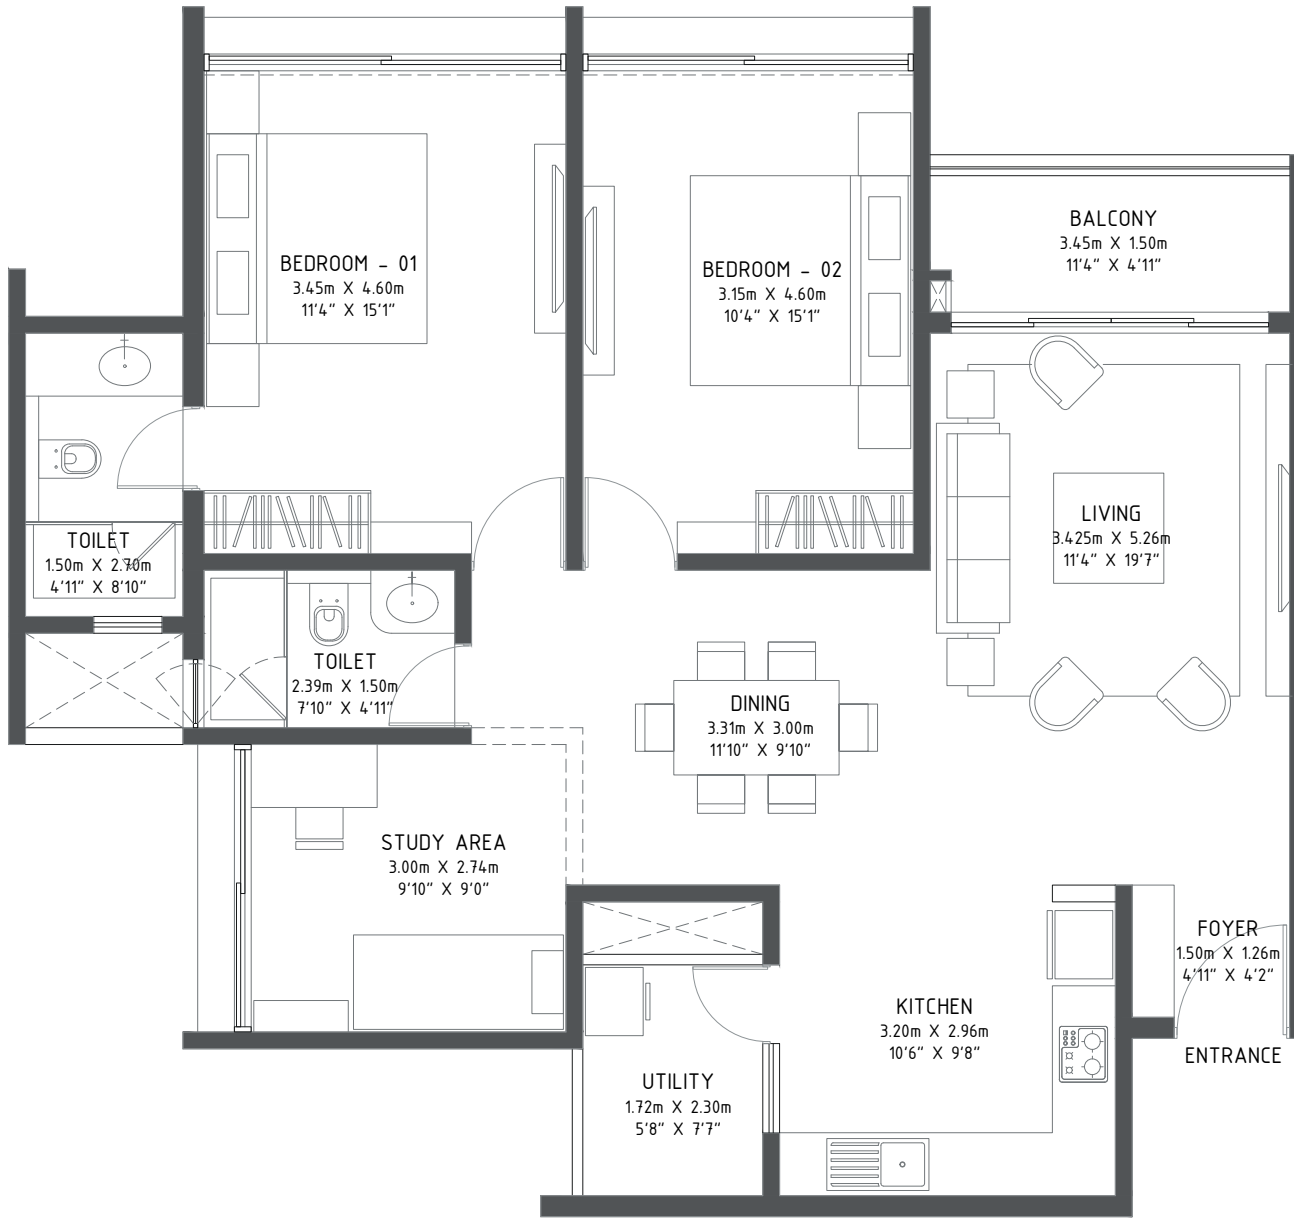 BALCONY
3.45m X 1.50m
11'4" X 4'11"
BEDROOM - 01
3.45m X 4.60m
11'4" X 15'1"
BEDROOM - 02
3.15m X 4.60m
10'4" X 15'1"
LIVING
3.425m X 5.26m
11'4" X 19'7"
TOILET
1.50m X 2.70m
4'11" X 8'10"
TOILET
2.39m X 1.50m
7'10" X 4'11"
DINING
3.31m X 3.00m
11'10" X 9'10"
STUDY AREA
3.00m X 2.74m
9'10" X 9'0"
FOYER
1.50m X 1.26m
4'11" X 4'2"
KITCHEN
3.20m X 2.96m
10'6" X 9'8"
ENTRANCE
UTILITY
1.72m X 2.30m
5'8" X 7'7"